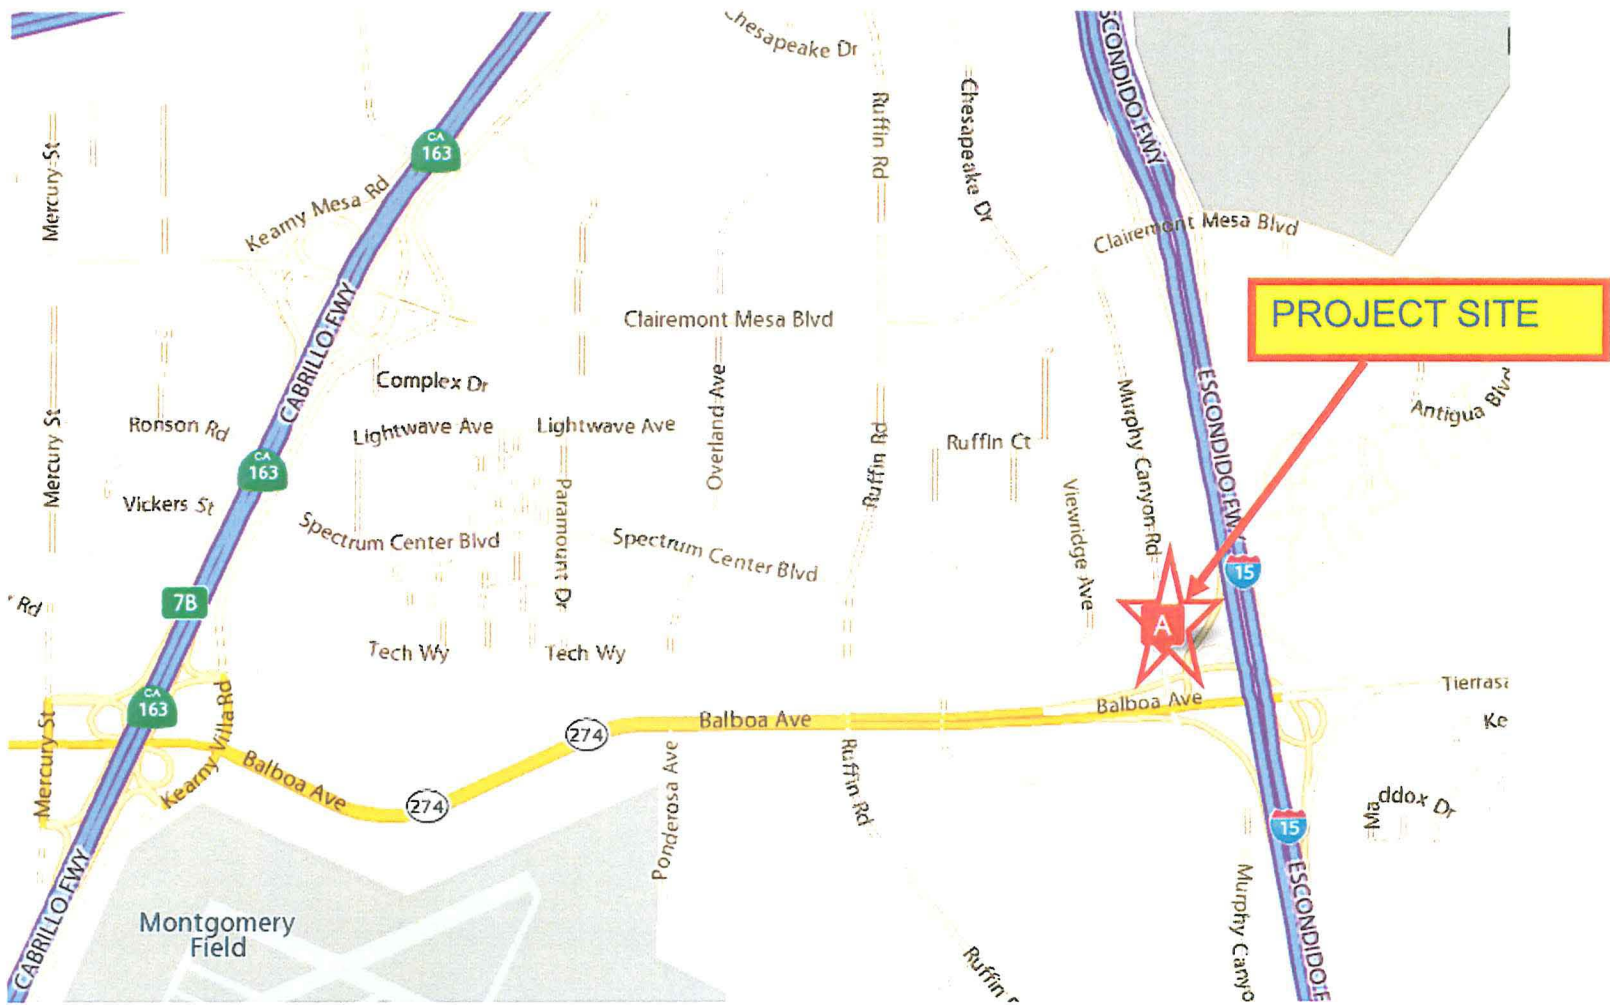 Chesapeake Dr
ESCONDIDO FWY
CA
163
Ruffin Rd
Chesapeake Dr
Mercury St
Kearny Mesa Rd
Clairemont Mesa Blvd
PROJECT SITE
CABRILLO FWY
Clairemont Mesa Blvd
Complex Dr
Overland Ave
Murphy Canyon Rd
ESCONDIDO FWY
Antigua Blvd
Mercury St
Ronson Rd
Lightwave Ave
Lightwave Ave
Ruffin Rd
Ruffin Ct
CA
163
Vickers St
Paramount Dr
Viewridge Ave
Spectrum Center Blvd
Spectrum Center Blvd
15
7B
Rd
A
Tech Wy
Tech Wy
Tierrasa
CA
163
Kearny Villa Rd
Mercury St
Balboa Ave
Balboa Ave
Ke
274
Balboa Ave
Ponderosa Ave
Ruffin Rd
274
Maddox Dr
15
CABRILLO FWY
Murphy Canyo
ESCONDIDO F
Montgomery
Field
Ruffin